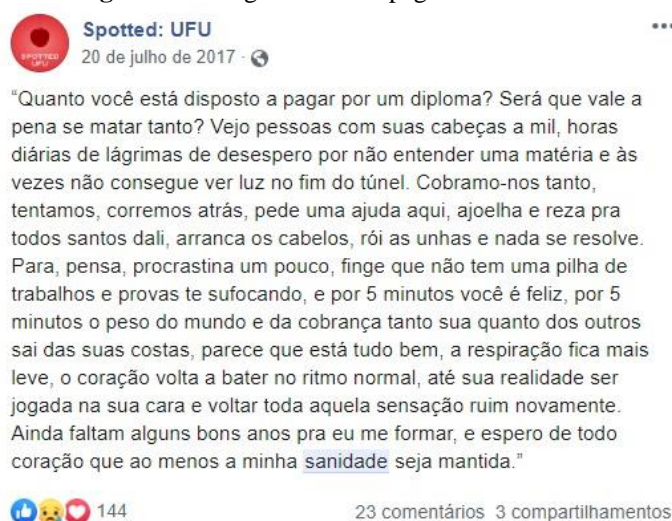 Spotted: UFU
20 de julho de 2017 ·
SPOTTED
UFU
“Quanto você está disposto a pagar por um diploma? Será que vale a
pena se matar tanto? Vejo pessoas com suas cabeças a mil, horas
diárias de lágrimas de desespero por não entender uma matéria e às
vezes não consegue ver luz no fim do túnel. Cobramo-nos tanto,
tentamos, corremos atrás, pede uma ajuda aqui, ajoelha e reza pra
todos santos dali, arranca os cabelos, rói as unhas e nada se resolve.
Para, pensa, procrastina um pouco, finge que não tem uma pilha de
trabalhos e provas te sufocando, e por 5 minutos você é feliz, por 5
minutos o peso do mundo e da cobrança tanto sua quanto dos outros
sai das suas costas, parece que está tudo bem, a respiração fica mais
leve, o coração volta a bater no ritmo normal, até sua realidade ser
jogada na sua cara e voltar toda aquela sensação ruim novamente.
Ainda faltam alguns bons anos pra eu me formar, e espero de todo
coração que ao menos a minha sanidade seja mantida.”
144
23 comentários 3 compartilhamentos